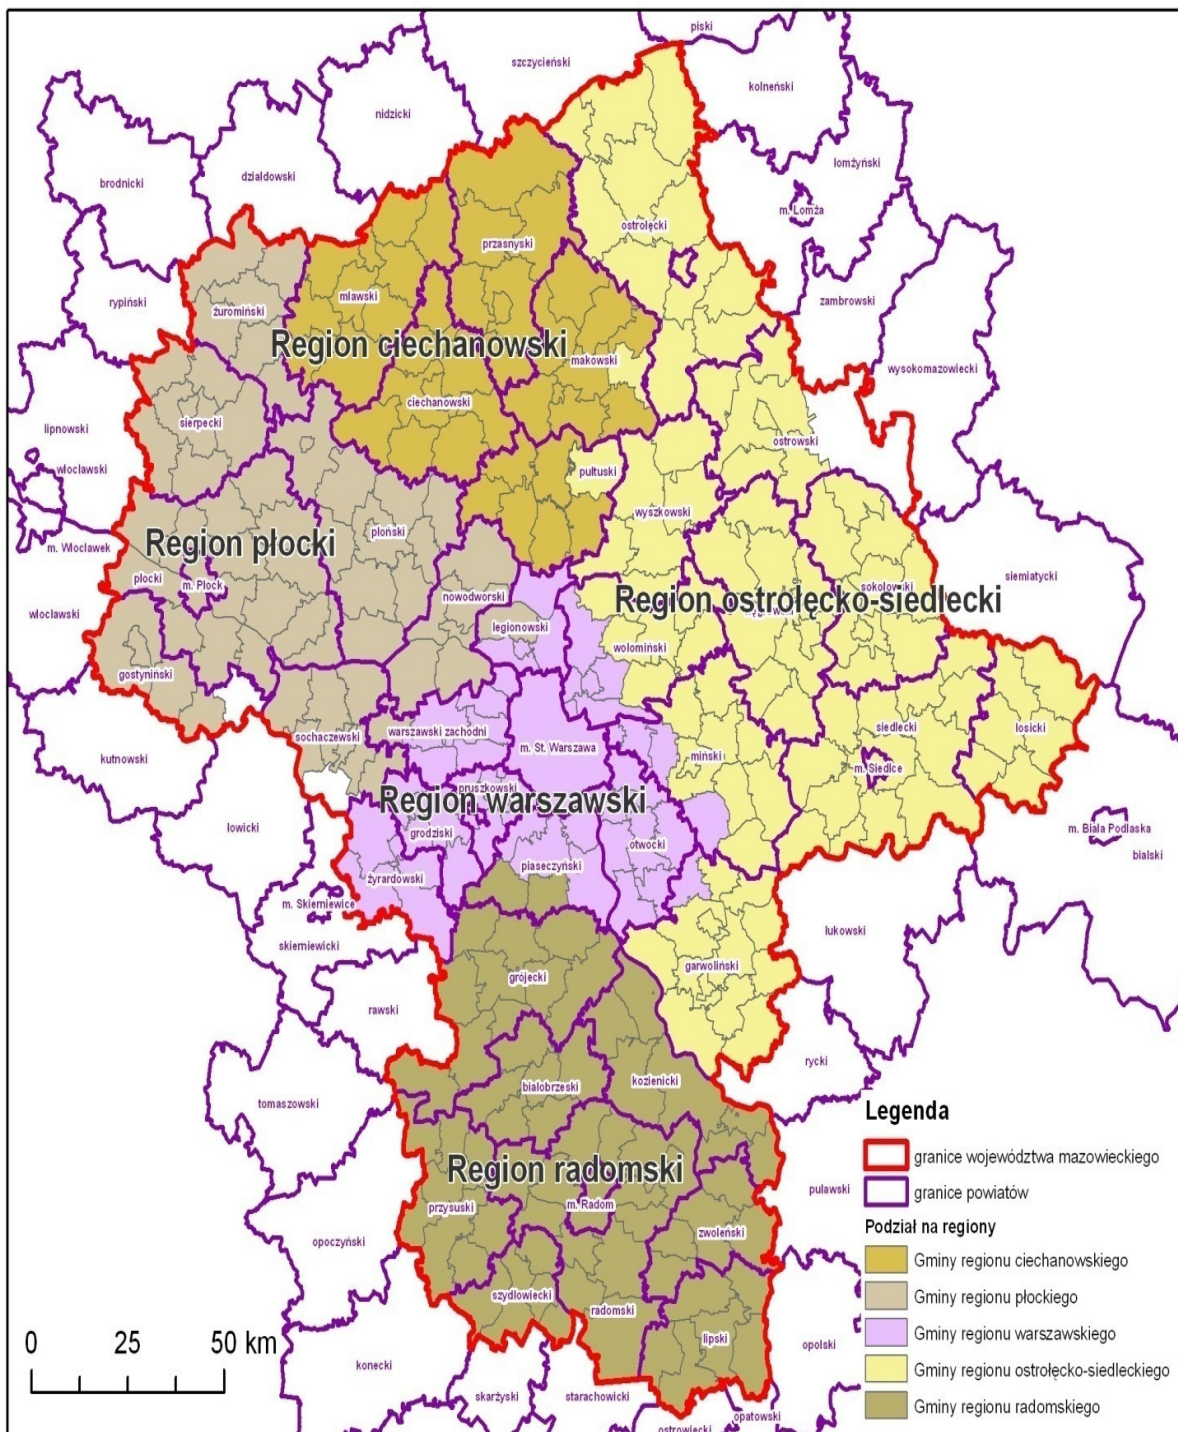 piski
szczycieński
kolneński
nidzicki
łomżyński
działdowski
brodnicki
m. Łomża
ostrołęcki
przasnyski
rypiński
mławski
zambrowski
żuromiński
Region ciechanowski
makowski
wysokomazowiecki
ciechanowski
sierpecki
lipnowski
ostrowski
włocławski
pułtuski
wyszkowski
płoński
Region płocki
m. Włocławek
płocki
m. Płock
nowodworski
siemiatycki
sokołowski
Region ostrołęcko-siedlecki
włocławski
legionowski
wołomiński
gostyniński
siedlecki
łosicki
sochaczewski
warszawski zachodni
m. St. Warszawa
miński
kutnowski
m. Siedlce
pruszkowski
Region warszawski
łowicki
grodziski
otwocki
m. Biała Podlaska
bialski
piaseczyński
żyrardowski
m. Skierniewice
skierniewicki
łukowski
garwoliński
grójecki
rawski
rycki
białobrzeski
kozienicki
tomaszowski
Legenda
granice województwa mazowieckiego
granice powiatów
Region radomski
puławski
przysuski
m. Radom
zwoleński
Podział na regiony
opoczyński
Gminy regionu ciechanowskiego
szydłowiecki
Gminy regionu płockiego
radomski
lipski
0 25 50 km
Gminy regionu warszawskiego
opolski
konecki
Gminy regionu ostrołęcko-siedleckiego
skarżyski
starachowicki
Gminy regionu radomskiego
opatowski
ostrowiecki